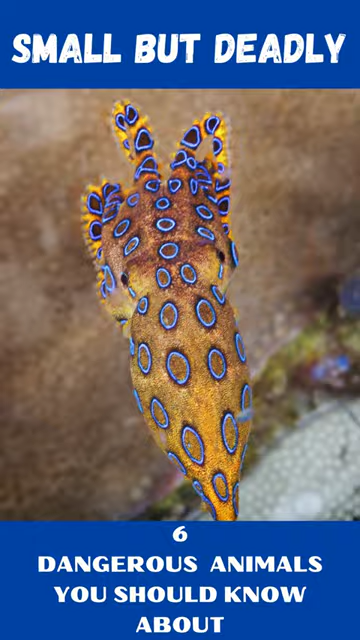 SMALL BUT DEADLY
6
DANGEROUS ANIMALS
YOU SHOULD KNOW
ABOUT